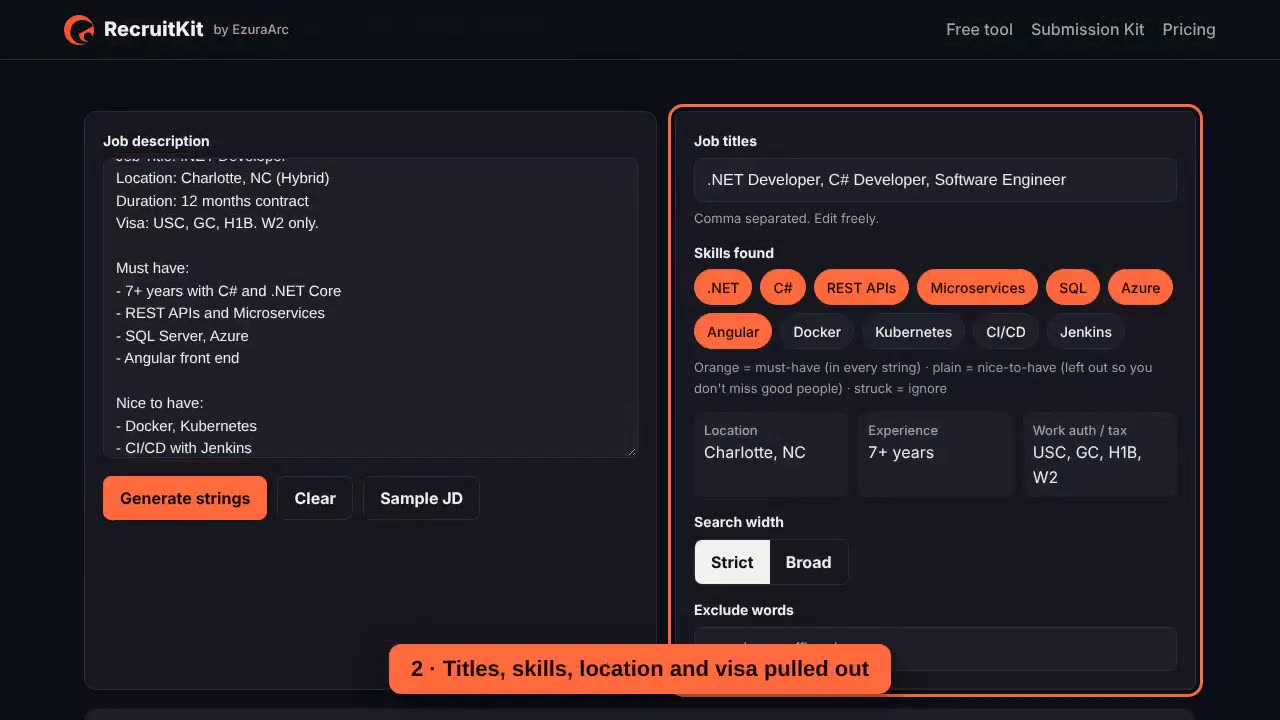 RecruitKit by EzuraArc
Free tool
Submission Kit
Pricing
Job description
Job Title: .NET Developer
Location: Charlotte, NC (Hybrid)
Duration: 12 months contract
Visa: USC, GC, H1B. W2 only.
Must have:
- 7+ years with C# and .NET Core
- REST APIs and Microservices
- SQL Server, Azure
- Angular front end
Nice to have:
- Docker, Kubernetes
- CI/CD with Jenkins
Generate strings
Clear
Sample JD
Job titles
.NET Developer, C# Developer, Software Engineer
Comma separated. Edit freely.
Skills found
.NET
C#
REST APIs
Microservices
SQL
Azure
Angular
Docker
Kubernetes
CI/CD
Jenkins
Orange = must-have (in every string) · plain = nice-to-have (left out so you
don't miss good people) · struck = ignore
Location
Charlotte, NC
Experience
7+ years
Work auth / tax
USC, GC, H1B,
W2
Search width
Strict
Broad
Exclude words
2 · Titles, skills, location and visa pulled out